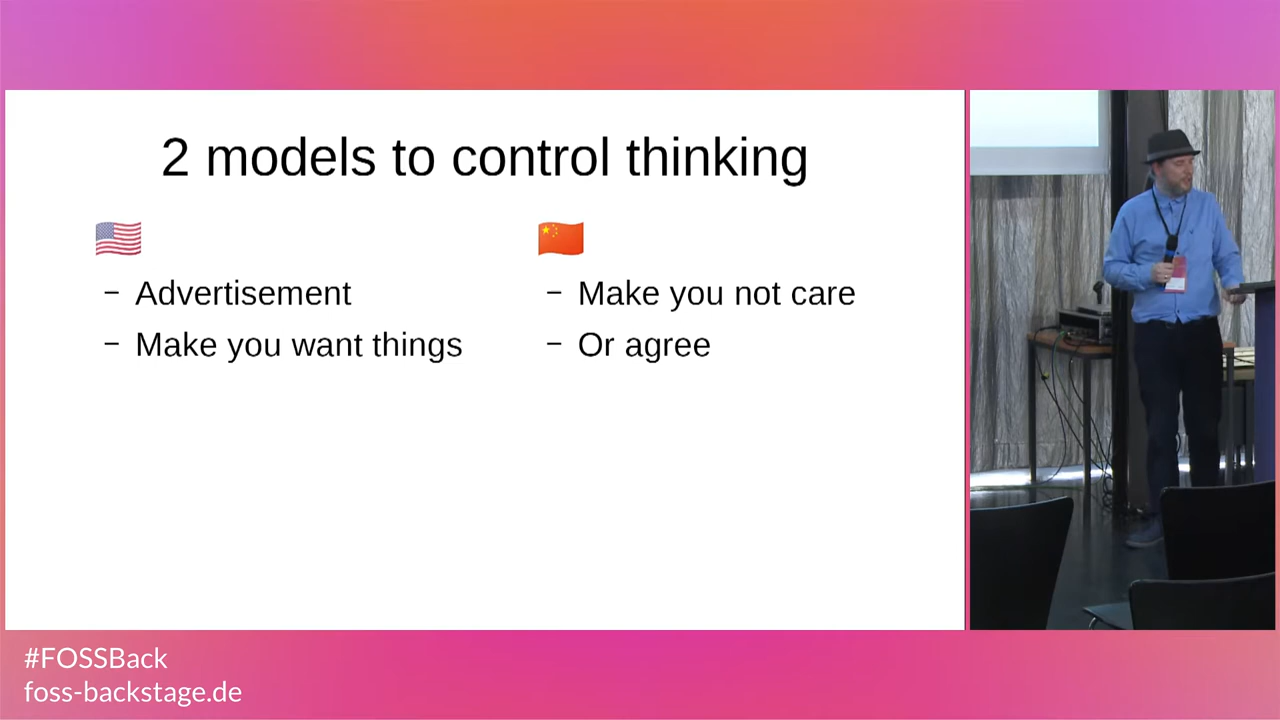 2 models to control thinking
– Advertisement
– Make you want things
– Make you not care
– Or agree
#FOSSBack
foss-backstage.de